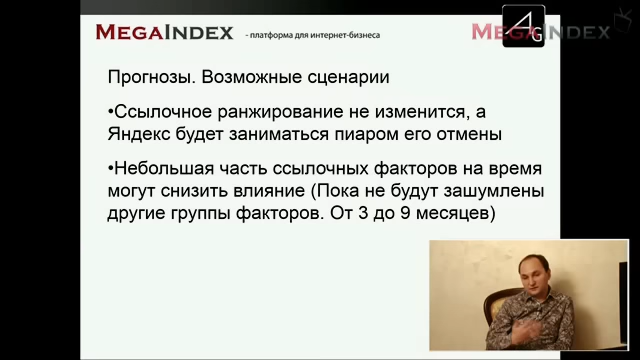 MEGAINDEX - платформа для интернет-бизнеса
AG
MEGAINDEX
Прогнозы. Возможные сценарии
•Ссылочное ранжирование не изменится, а
Яндекс будет заниматься пиаром его отмены
•Небольшая часть ссылочных факторов на время
могут снизить влияние (Пока не будут зашумлены
другие группы факторов. От 3 до 9 месяцев)